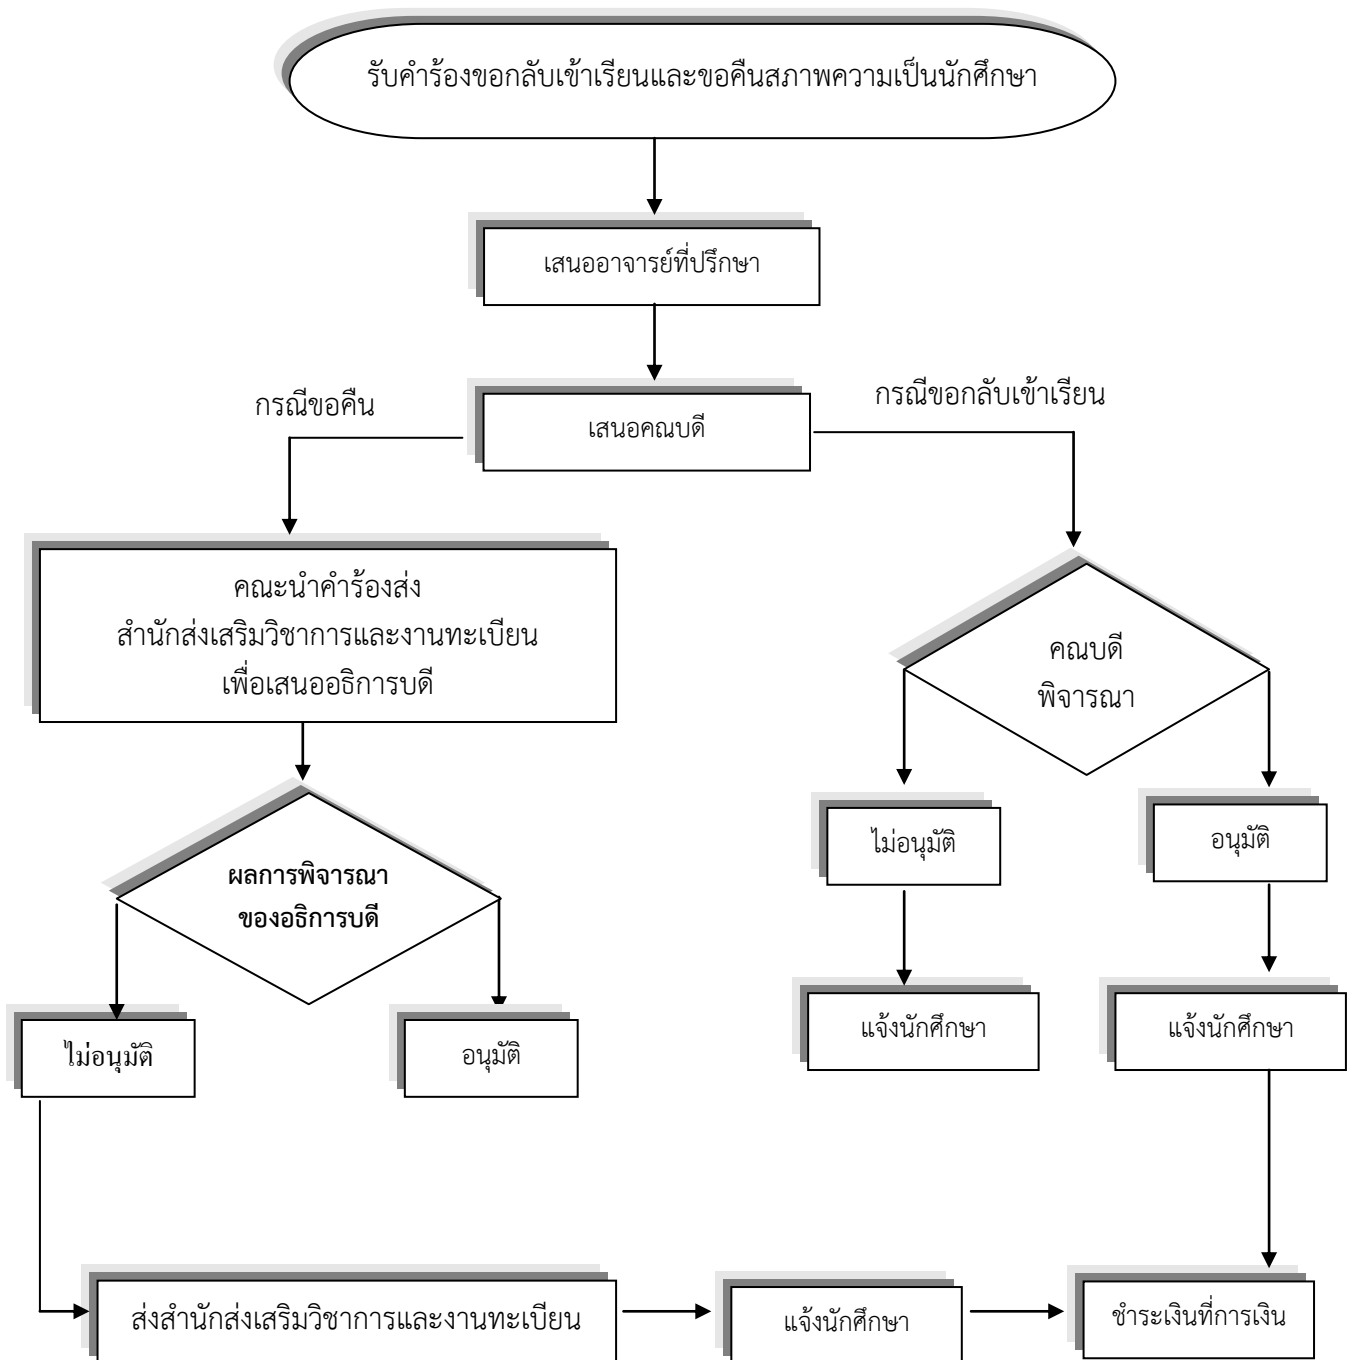 รับคำร้องขอกลับเข้าเรียนและขอคืนสภาพความเป็นนักศึกษา
เสนออาจารย์ที่ปรึกษา
กรณีขอคืน
เสนอคณบดี
กรณีขอกลับเข้าเรียน
คณะนำคำร้องส่ง
สำนักส่งเสริมวิชาการและงานทะเบียน
เพื่อเสนออธิการบดี
คณบดี
พิจารณา
ไม่อนุมัติ
อนุมัติ
ผลการพิจารณา
ของอธิการบดี
แจ้งนักศึกษา
แจ้งนักศึกษา
ไม่อนุมัติ
อนุมัติ
ส่งสำนักส่งเสริมวิชาการและงานทะเบียน
แจ้งนักศึกษา
ชำระเงินที่การเงิน